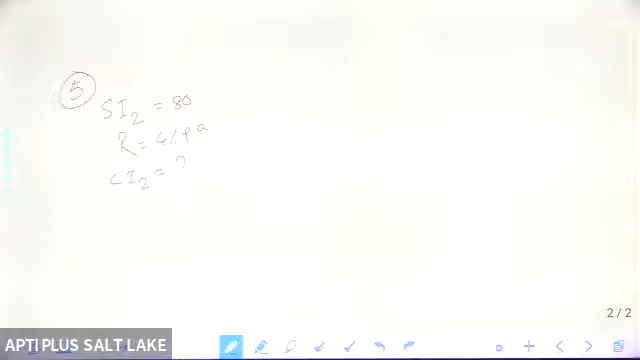 5
SI₂ = 80
R = 4% p.a
CI₂ = ?
2 / 2
APTI PLUS SALT LAKE